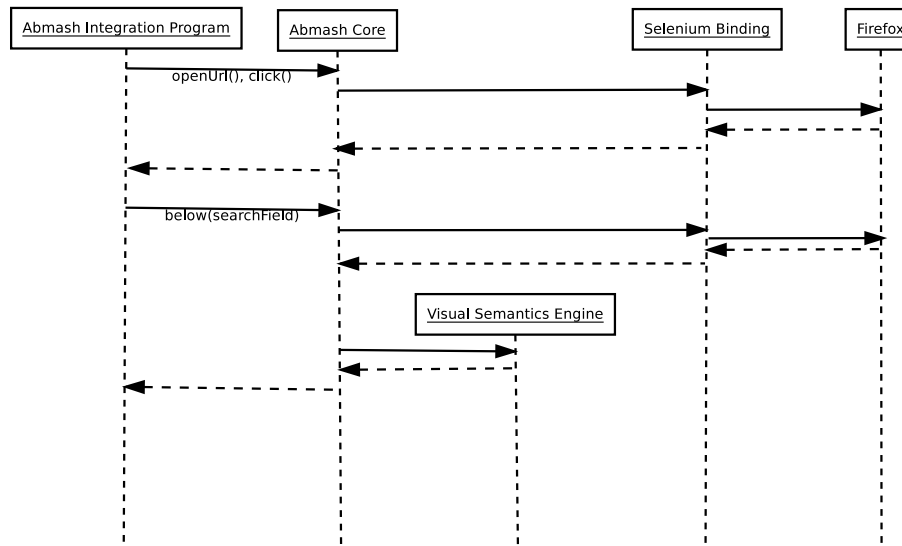 Abmash Integration Program
Abmash Core
Selenium Binding
Firefox
openUrl(), click()
below(searchField)
Visual Semantics Engine